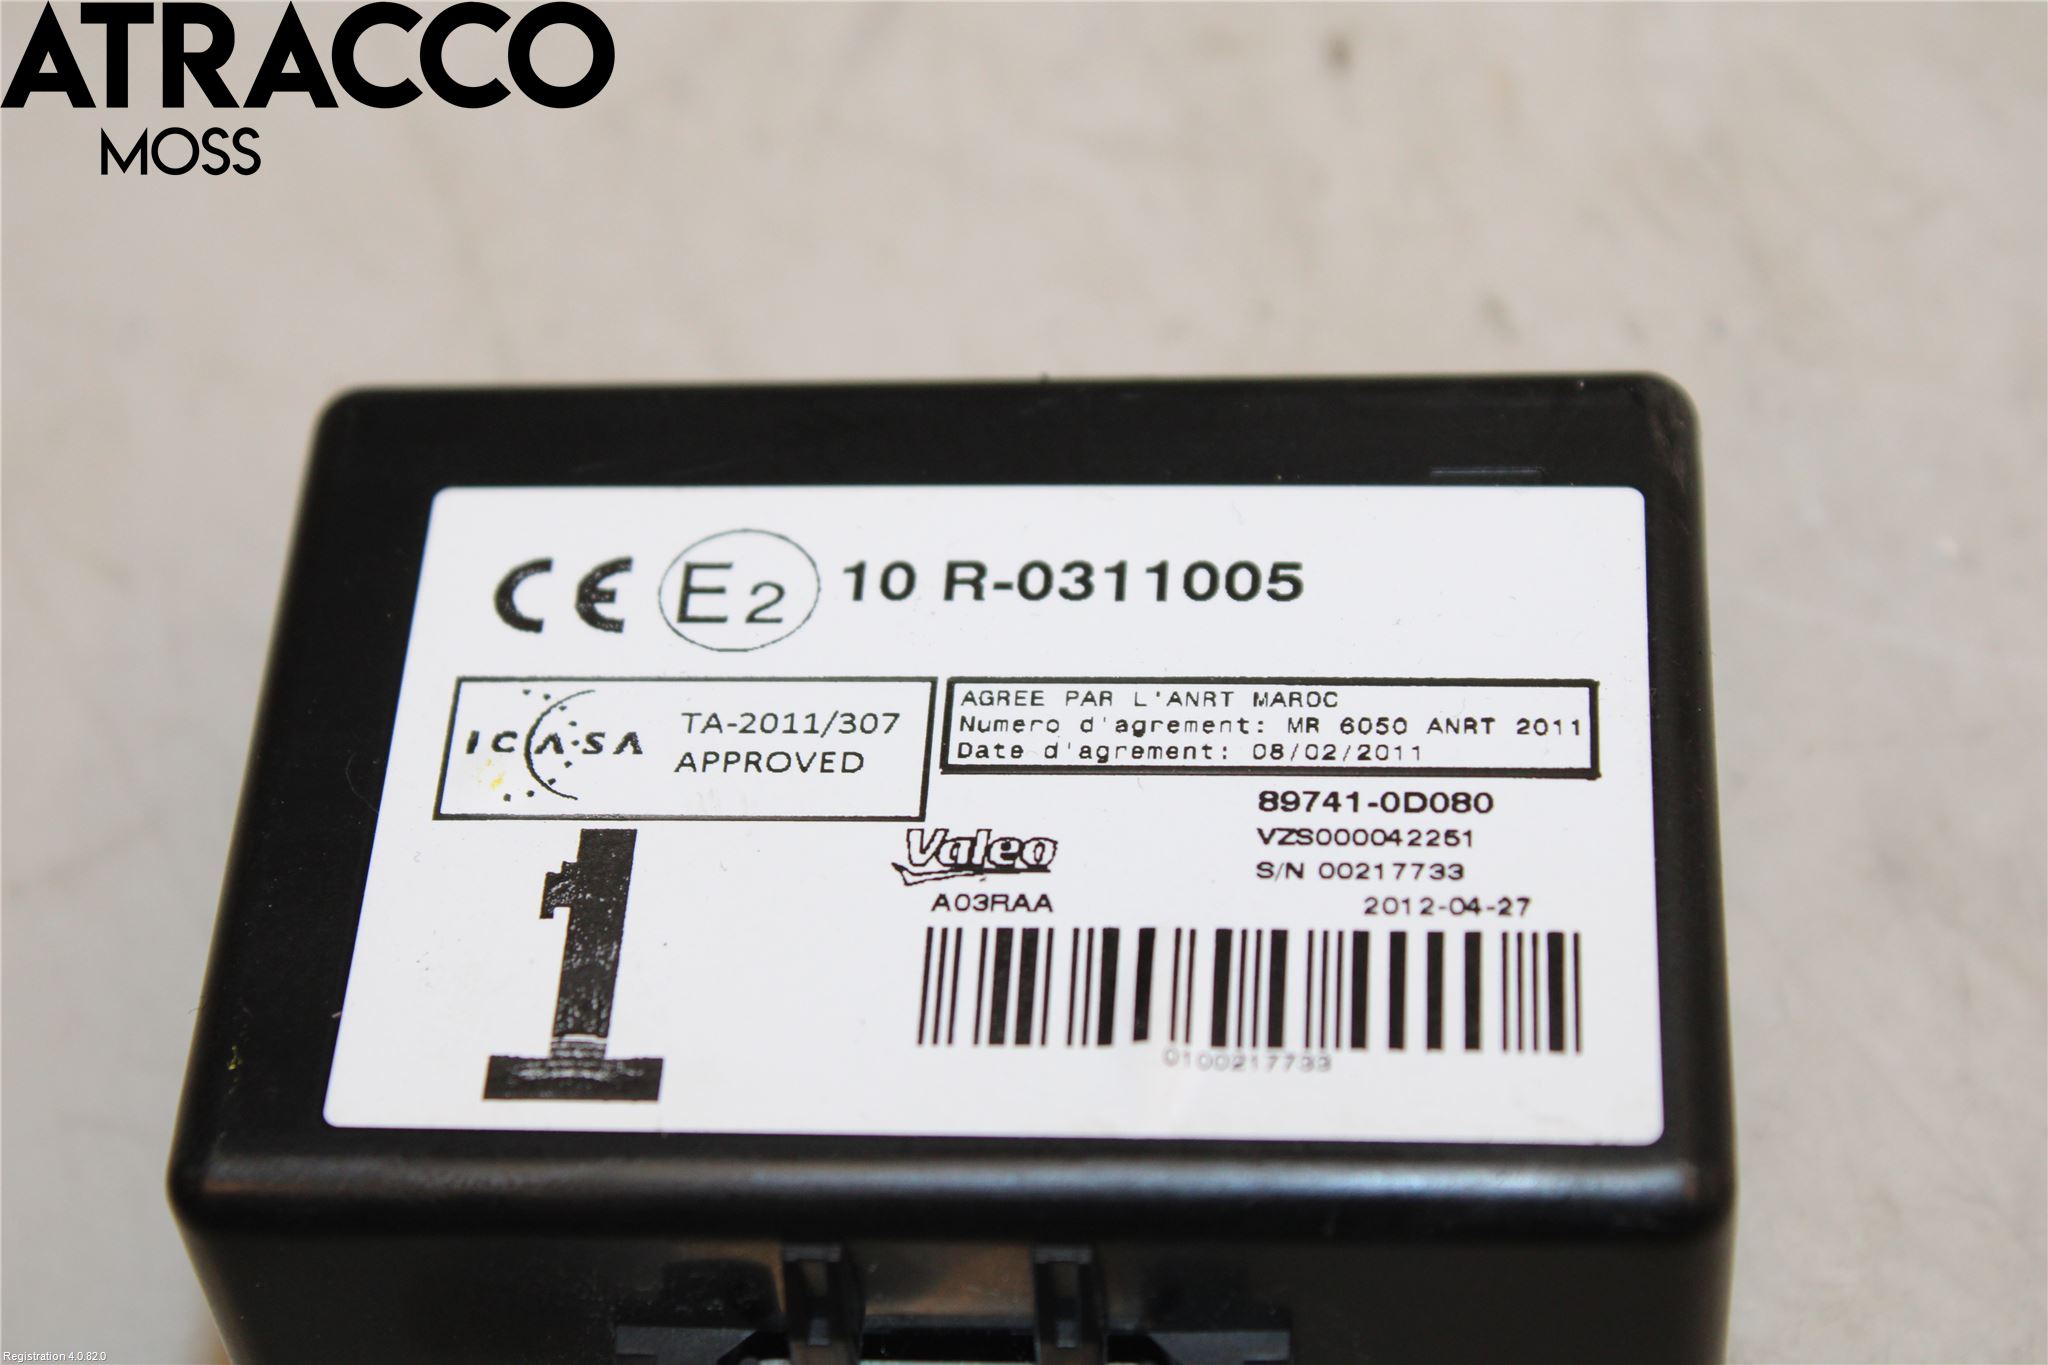 ATRACCO
MOSS
CE E2 10 R-0311005
ICASA
TA-2011/307
APPROVED
AGREE PAR L'ANRT MAROC
Numero d'agrement: MR 6050 ANRT 2011
Date d'agrement: 08/02/2011
89741-0D080
Valeo
VZS000042251
S/N 00217733
A03RAA
2012-04-27
1
0100217733
Registration 4.0.82.0